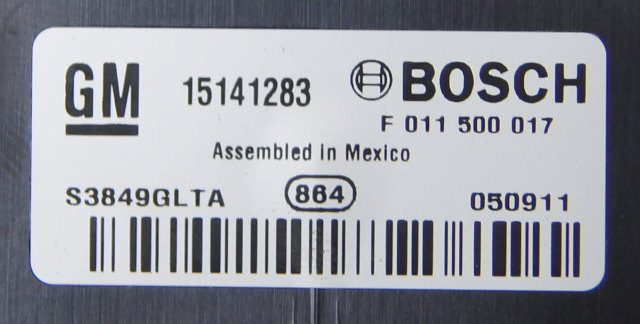 GM 15141283 BOSCH
F 011 500 017
Assembled in Mexico
S3849GLTA 864 050911